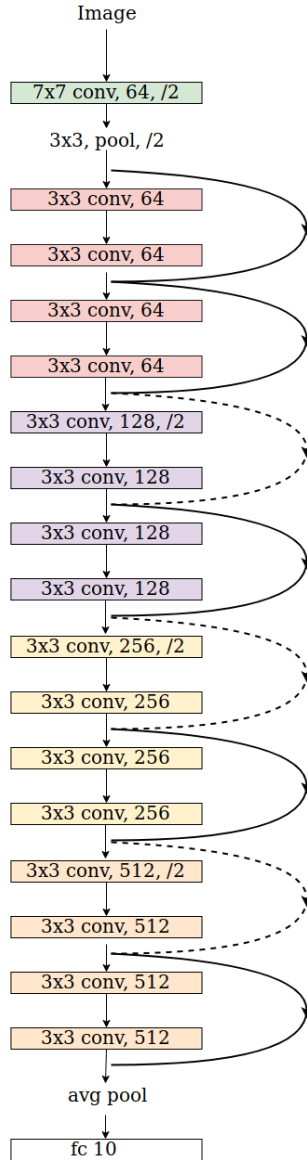 Image
7x7 conv, 64, /2
3x3, pool, /2
3x3 conv, 64
3x3 conv, 64
3x3 conv, 64
3x3 conv, 64
3x3 conv, 128, /2
3x3 conv, 128
3x3 conv, 128
3x3 conv, 128
3x3 conv, 256, /2
3x3 conv, 256
3x3 conv, 256
3x3 conv, 256
3x3 conv, 512, /2
3x3 conv, 512
3x3 conv, 512
3x3 conv, 512
avg pool
fc 10